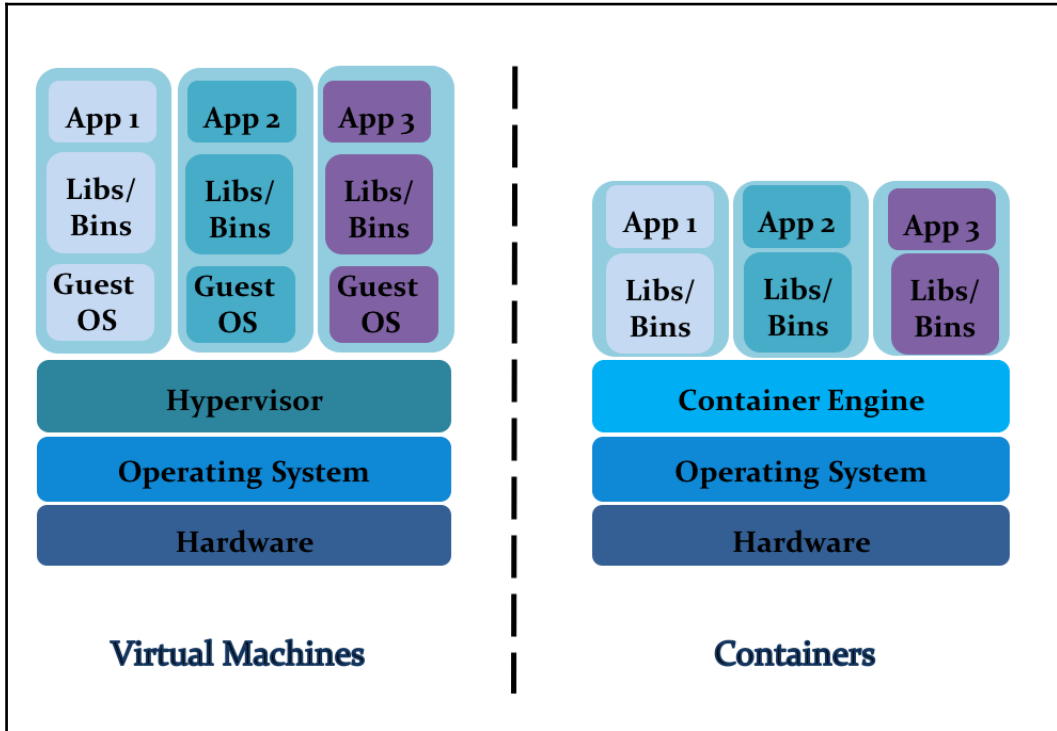 App 1
Libs/
Bins
Guest
OS
App 2
Libs/
Bins
Guest
OS
App 3
Libs/
Bins
Guest
OS
Hypervisor
Operating System
Hardware
Virtual Machines
App 1
Libs/
Bins
App 2
Libs/
Bins
App 3
Libs/
Bins
Container Engine
Operating System
Hardware
Containers